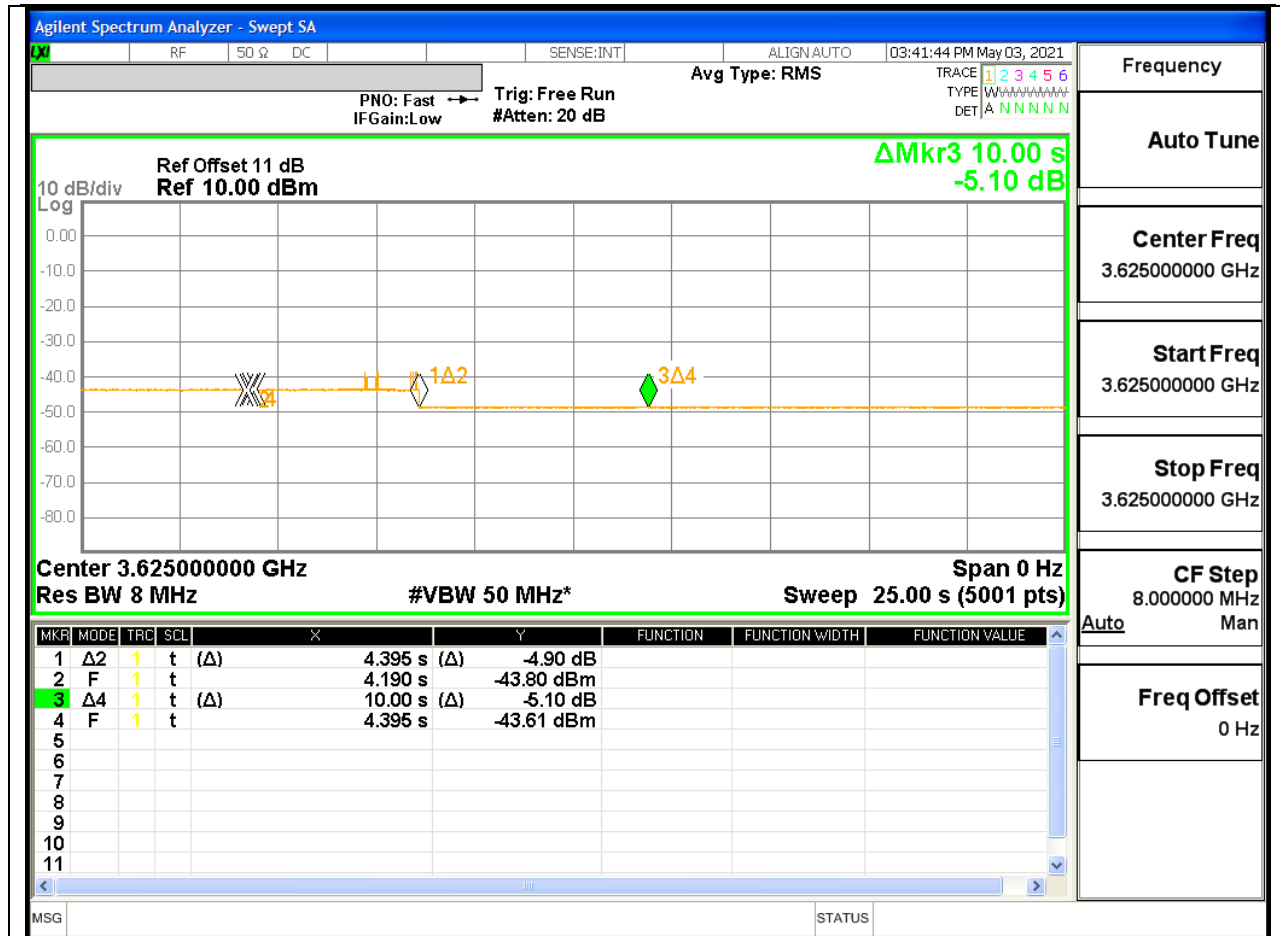 Agilent Spectrum Analyzer - Swept SA
LXI RF 50 Ω DC SENSE:INT ALIGN AUTO 03:41:44 PM May 03, 2021
PNO: Fast
IFGain:Low
Trig: Free Run
#Atten: 20 dB
Avg Type: RMS
TRACE 1 2 3 4 5 6
TYPE
DET A N N N N N
ΔMkr3 10.00 s
-5.10 dB
Ref Offset 11 dB
10 dB/div Ref 10.00 dBm
Log
0.00
-10.0
-20.0
-30.0
-40.0
-50.0
-60.0
-70.0
-80.0
1Δ2
3Δ4
Center 3.625000000 GHz Span 0 Hz
Res BW 8 MHz #VBW 50 MHz* Sweep 25.00 s (5001 pts)
MKR MODE TRC SCL X Y FUNCTION FUNCTION WIDTH FUNCTION VALUE
1 Δ2 1 t (Δ) 4.395 s (Δ) -4.90 dB
2 F 1 t 4.190 s -43.80 dBm
3 Δ4 1 t (Δ) 10.00 s (Δ) -5.10 dB
4 F 1 t 4.395 s -43.61 dBm
5
6
7
8
9
10
11
MSG STATUS
Frequency
Auto Tune
Center Freq
3.625000000 GHz
Start Freq
3.625000000 GHz
Stop Freq
3.625000000 GHz
CF Step
8.000000 MHz
Auto Man
Freq Offset
0 Hz